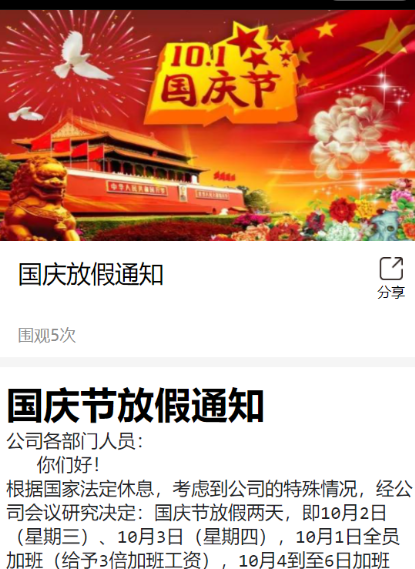 10.1
国庆节
国庆放假通知
分享
围观5次
国庆节放假通知
公司各部门人员：
你们好！
根据国家法定休息，考虑到公司的特殊情况，经公
司会议研究决定：国庆节放假两天，即10月2日
（星期三）、10月3日（星期四），10月1日全员
加班（给予3倍加班工资），10月4到至6日加班